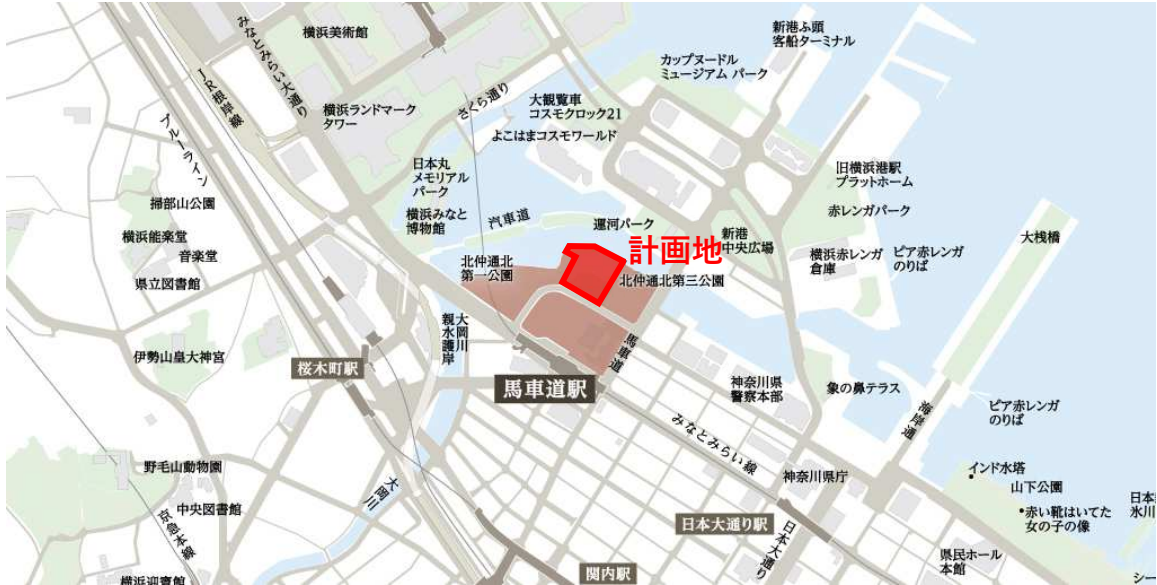 横浜美術館
みなとみらい大通り
JR根岸線
ブルーライン
横浜ランドマーク
タワー
さくら通り
新港ふ頭
客船ターミナル
カップヌードル
ミュージアム パーク
大観覧車
コスモクロック21
よこはまコスモワールド
日本丸
メモリアル
パーク
旧横浜港駅
プラットホーム
掃部山公園
横浜みなと
博物館
汽車道
運河パーク
赤レンガパーク
新港
中央広場
計画地
大桟橋
横浜能楽堂
音楽堂
県立図書館
北仲通北
第一公園
北仲通北第三公園
横浜赤レンガ
倉庫
ピア赤レンガ
のりば
大岡川
親水護岸
馬車道
伊勢山皇大神宮
桜木町駅
馬車道駅
神奈川県
警察本部
象の鼻テラス
海岸通
ピア赤レンガ
のりば
みなとみらい線
野毛山動物園
中央図書館
京急本線
大岡川
神奈川県庁
インド水塔
山下公園
赤い靴はいてた
女の子の像
日本
氷川
日本大通り駅
日本大通り
県民ホール
本館
関内駅
横浜迎賓館
シー